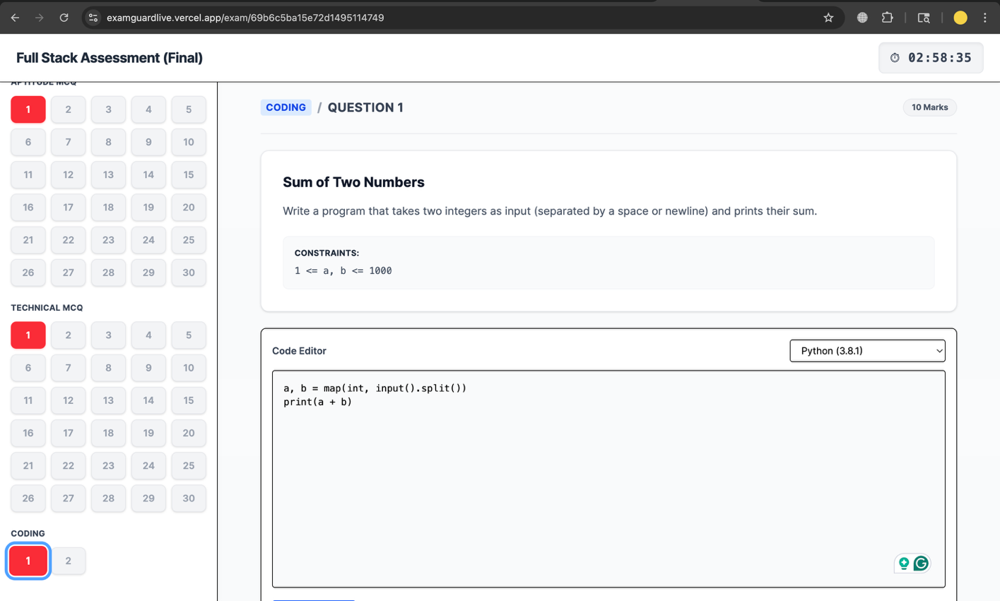 examguardlive.vercel.app/exam/69b6c5ba15e72d1495114749
Full Stack Assessment (Final)
02:58:35
APTITUDE MCQ
1 2 3 4 5
6 7 8 9 10
11 12 13 14 15
16 17 18 19 20
21 22 23 24 25
26 27 28 29 30
TECHNICAL MCQ
1 2 3 4 5
6 7 8 9 10
11 12 13 14 15
16 17 18 19 20
21 22 23 24 25
26 27 28 29 30
CODING
1 2
CODING / QUESTION 1
10 Marks
Sum of Two Numbers
Write a program that takes two integers as input (separated by a space or newline) and prints their sum.
CONSTRAINTS:
1 <= a, b <= 1000
Code Editor
Python (3.8.1)
a, b = map(int, input().split())
print(a + b)